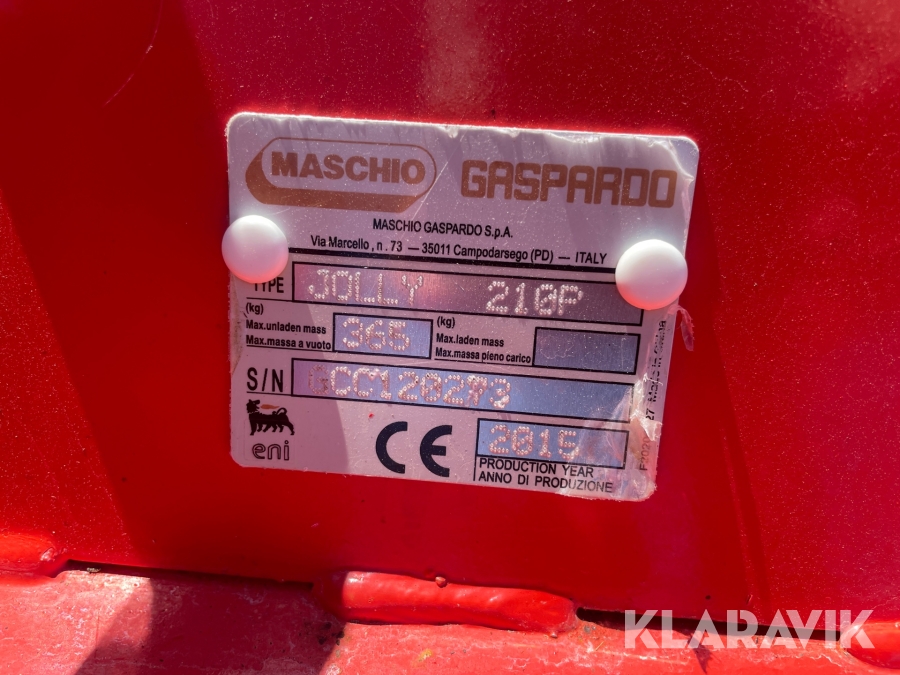 MASCHIO GASPARDO
MASCHIO GASPARDO S.p.A.
Via Marcello , n . 73 — 35011 Campodarsego (PD) — ITALY
TYPE JOLLY 210P
(kg)
Max.unladen mass
Max.massa a vuoto
365
(kg)
Max.laden mass
Max.massa pieno carico
S/N
eni
CE
2015
PRODUCTION YEAR
ANNO DI PRODUZIONE
KLARAVIK